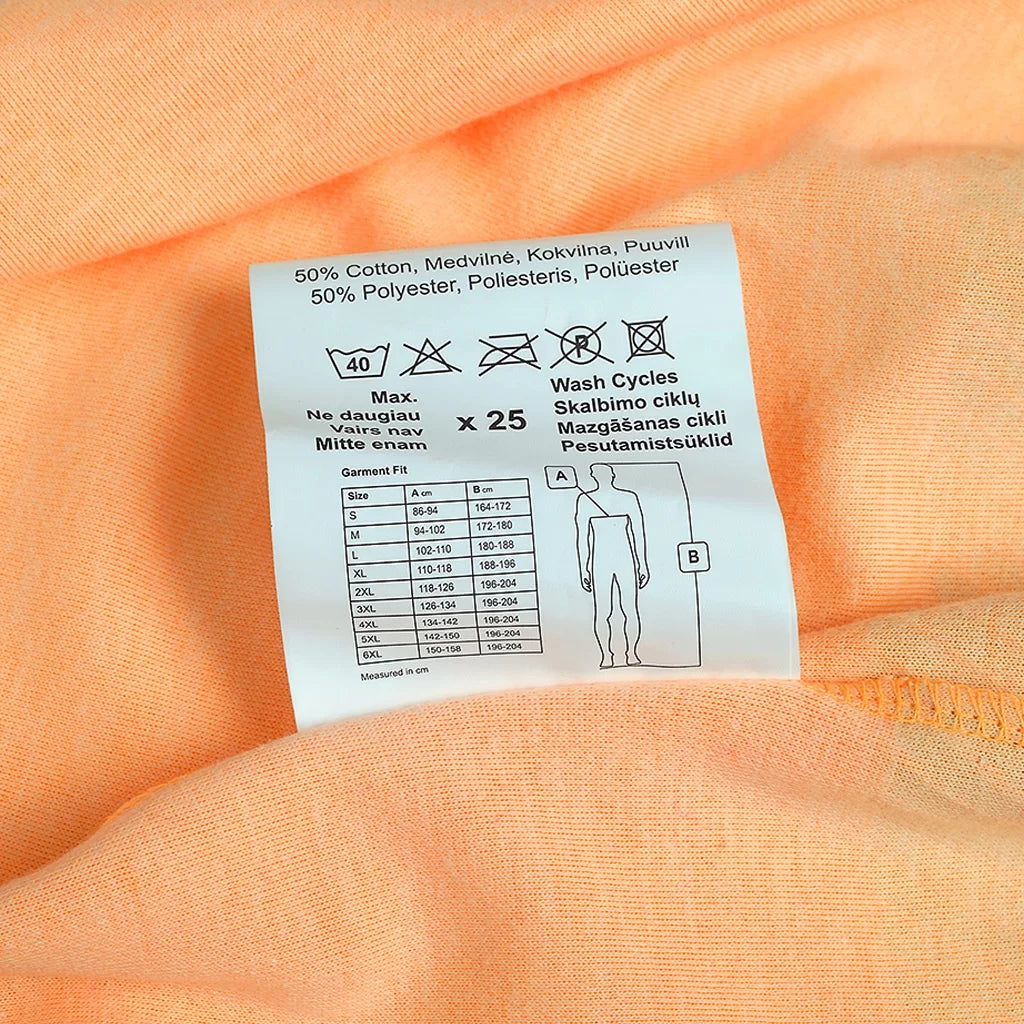 50% Cotton, Medvilnė, Kokvilna, Puuvill
50% Polyester, Poliesteris, Polüester
40 P
Max.
Ne daugiau
Vairs nav
Mitte enam
x 25
Wash Cycles
Skalbimo ciklų
Mazgāšanas cikli
Pesutamistsüklid
Garment Fit
Size A cm B cm
S 86-94 164-172
M 94-102 172-180
L 102-110 180-188
XL 110-118 188-196
2XL 118-126 196-204
3XL 126-134 196-204
4XL 134-142 196-204
5XL 142-150 196-204
6XL 150-158 196-204
Measured in cm
A
B